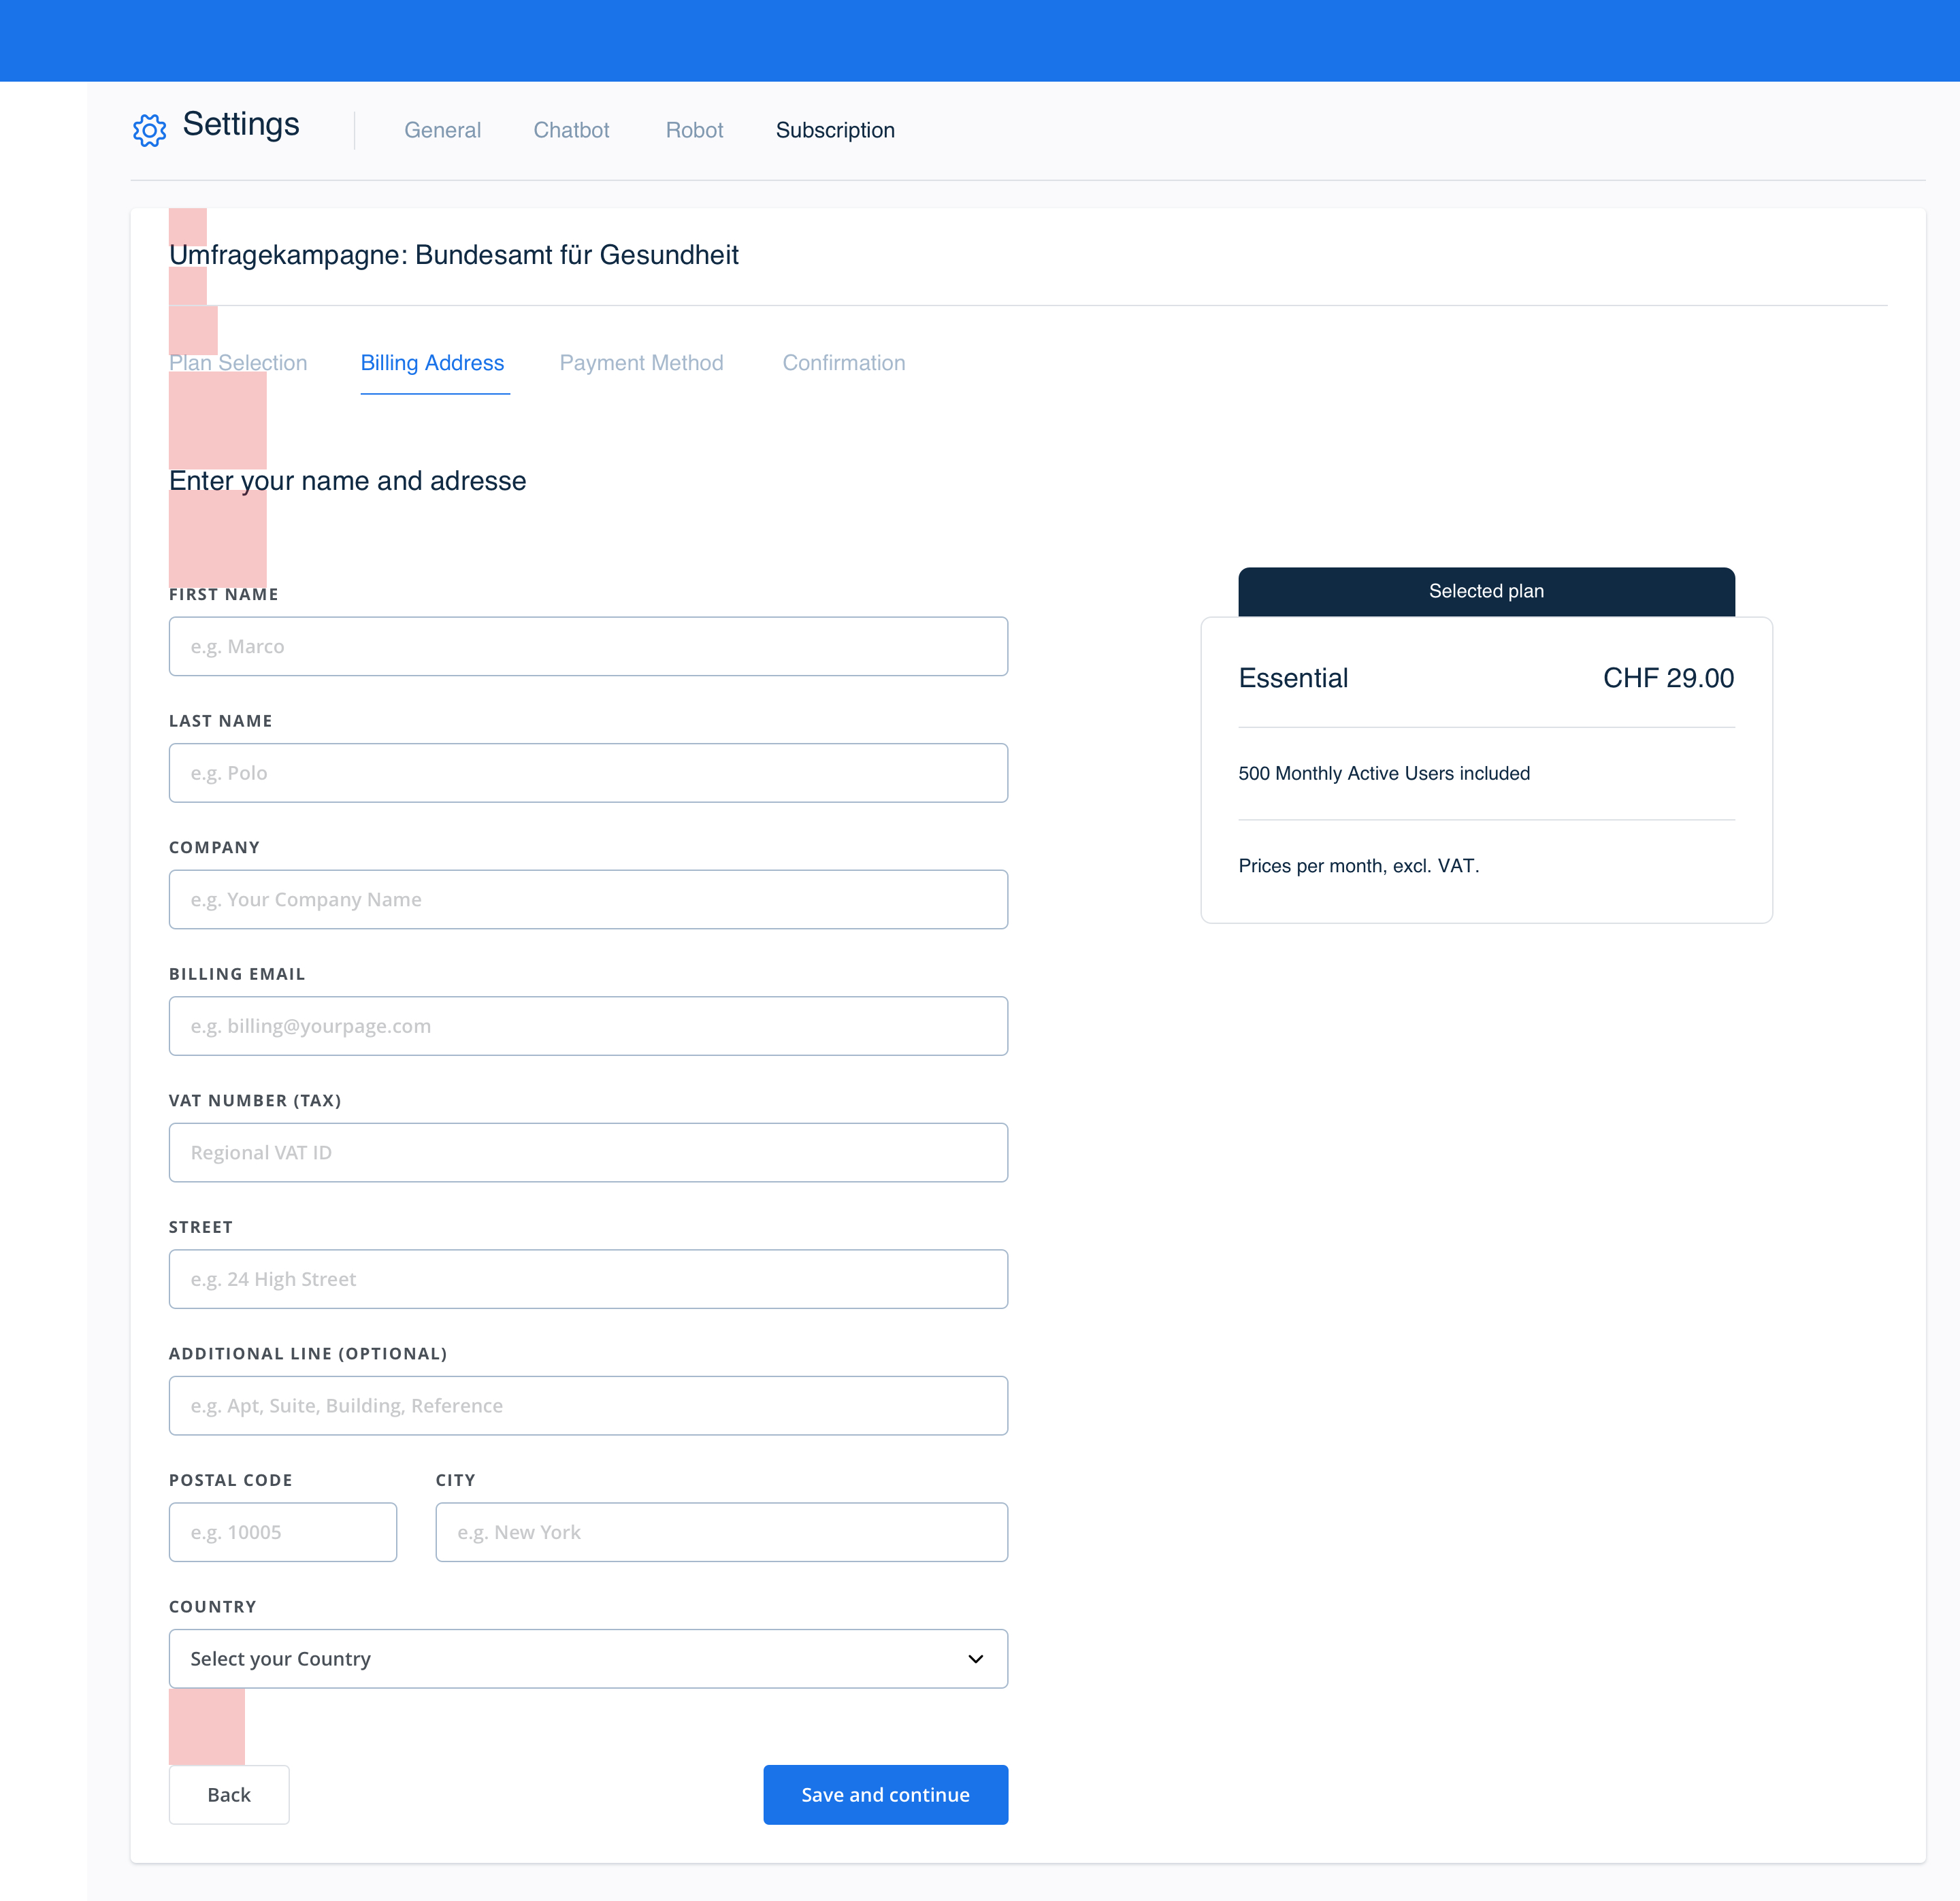 Settings
General Chatbot Robot Subscription
Umfragekampagne: Bundesamt für Gesundheit
Plan Selection Billing Address Payment Method Confirmation
Enter your name and adresse
FIRST NAME
e.g. Marco
LAST NAME
e.g. Polo
COMPANY
e.g. Your Company Name
BILLING EMAIL
e.g. billing@yourpage.com
VAT NUMBER (TAX)
Regional VAT ID
STREET
e.g. 24 High Street
ADDITIONAL LINE (OPTIONAL)
e.g. Apt, Suite, Building, Reference
POSTAL CODE CITY
e.g. 10005 e.g. New York
COUNTRY
Select your Country
Back Save and continue
Selected plan
Essential CHF 29.00
500 Monthly Active Users included
Prices per month, excl. VAT.